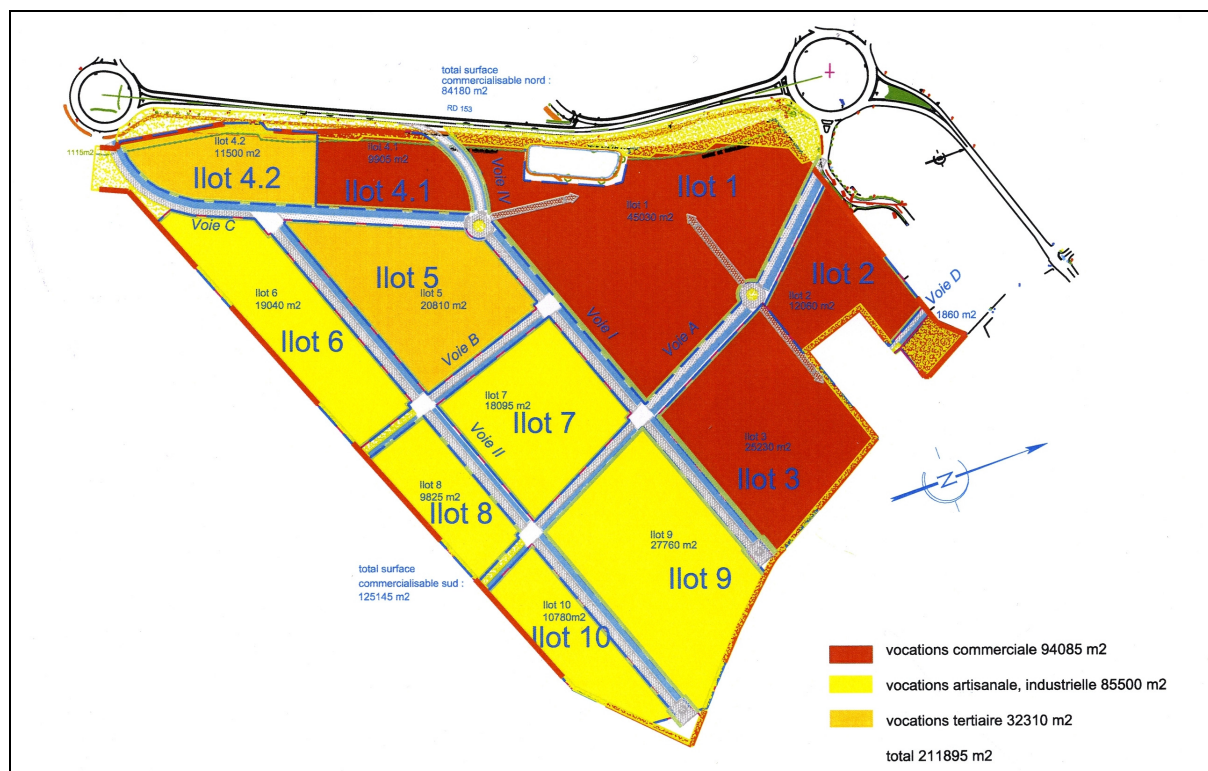 total surface
commercialisable nord :
84180 m2
RD 153
1115m2
Ilot 4.2
11500 m2
Ilot 4.2
Ilot 4.1
9905 m2
Ilot 4.1
Voie IV
Ilot 1
Ilot 1
45030 m2
Voie C
Ilot 5
Ilot 5
20810 m2
Ilot 2
Ilot 2
12060 m2
Voie D
1860 m2
Ilot 6
19040 m2
Ilot 6
Voie B
Voie I
Voie A
Ilot 7
18095 m2
Ilot 7
Voie II
Ilot 3
Ilot 3
Ilot 8
9825 m2
Ilot 8
N
Ilot 9
27760 m2
Ilot 9
total surface
commercialisable sud :
125145 m2
Ilot 10
10780m2
Ilot 10
vocations commerciale 94085 m2
vocations artisanale, industrielle 85500 m2
vocations tertiaire 32310 m2
total 211895 m2